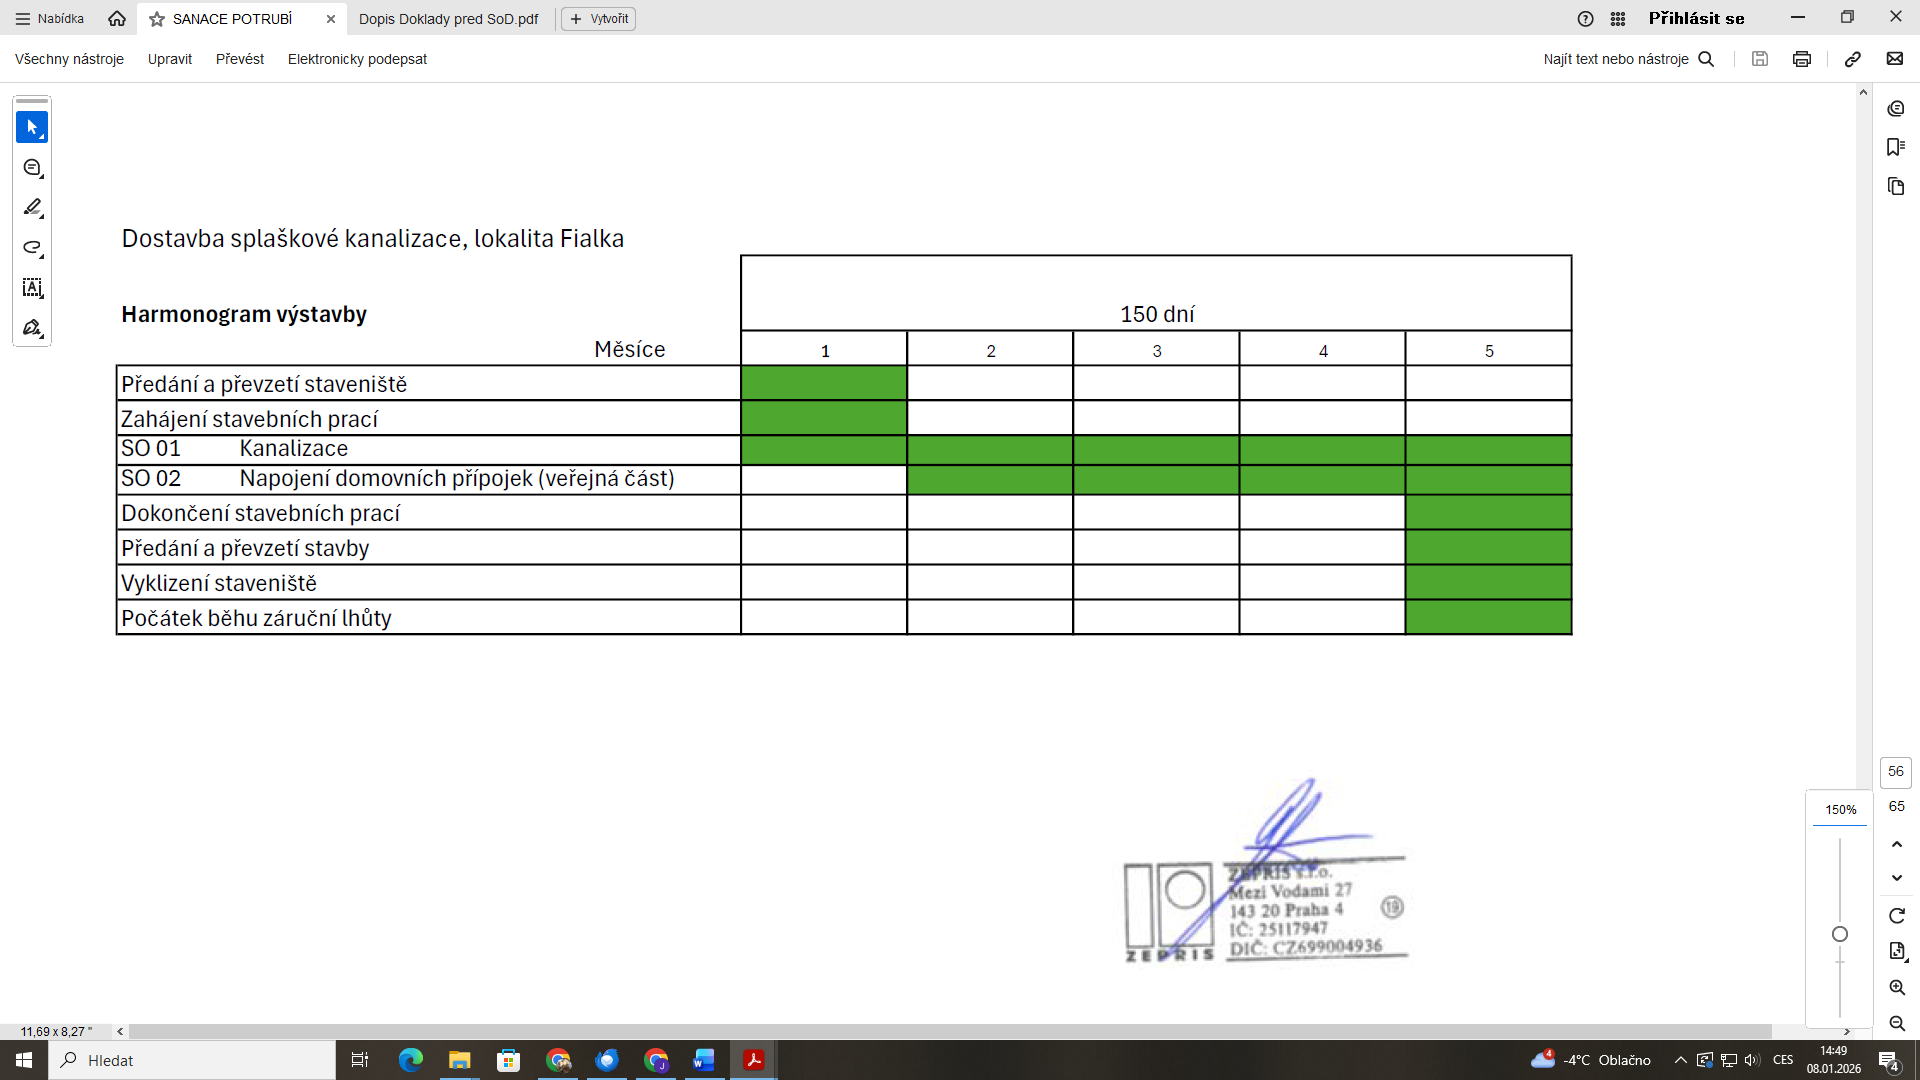 Nabídka
SANACE POTRUBÍ
Dopis Doklady pred SoD.pdf
Vytvořit
Přihlásit se
Všechny nástroje
Upravit
Převést
Elektronicky podepsat
Najít text nebo nástroje
Dostavba splaškové kanalizace, lokalita Fialka
Harmonogram výstavby
150 dní
Měsíce
1 2 3 4 5
Předání a převzetí staveniště
Zahájení stavebních prací
SO 01 Kanalizace
SO 02 Napojení domovních přípojek (veřejná část)
Dokončení stavebních prací
Předání a převzetí stavby
Vyklizení staveniště
Počátek běhu záruční lhůty
ZEPRIS s.r.o.
Mezi Vodami 27
143 20 Praha 4
19
IČ: 25117947
DIČ: CZ699004936
ZEPRIS
56
65
150%
11,69 x 8,27 "
Hledat
4
-4°C Oblačno
CES
14:49
08.01.2026
4